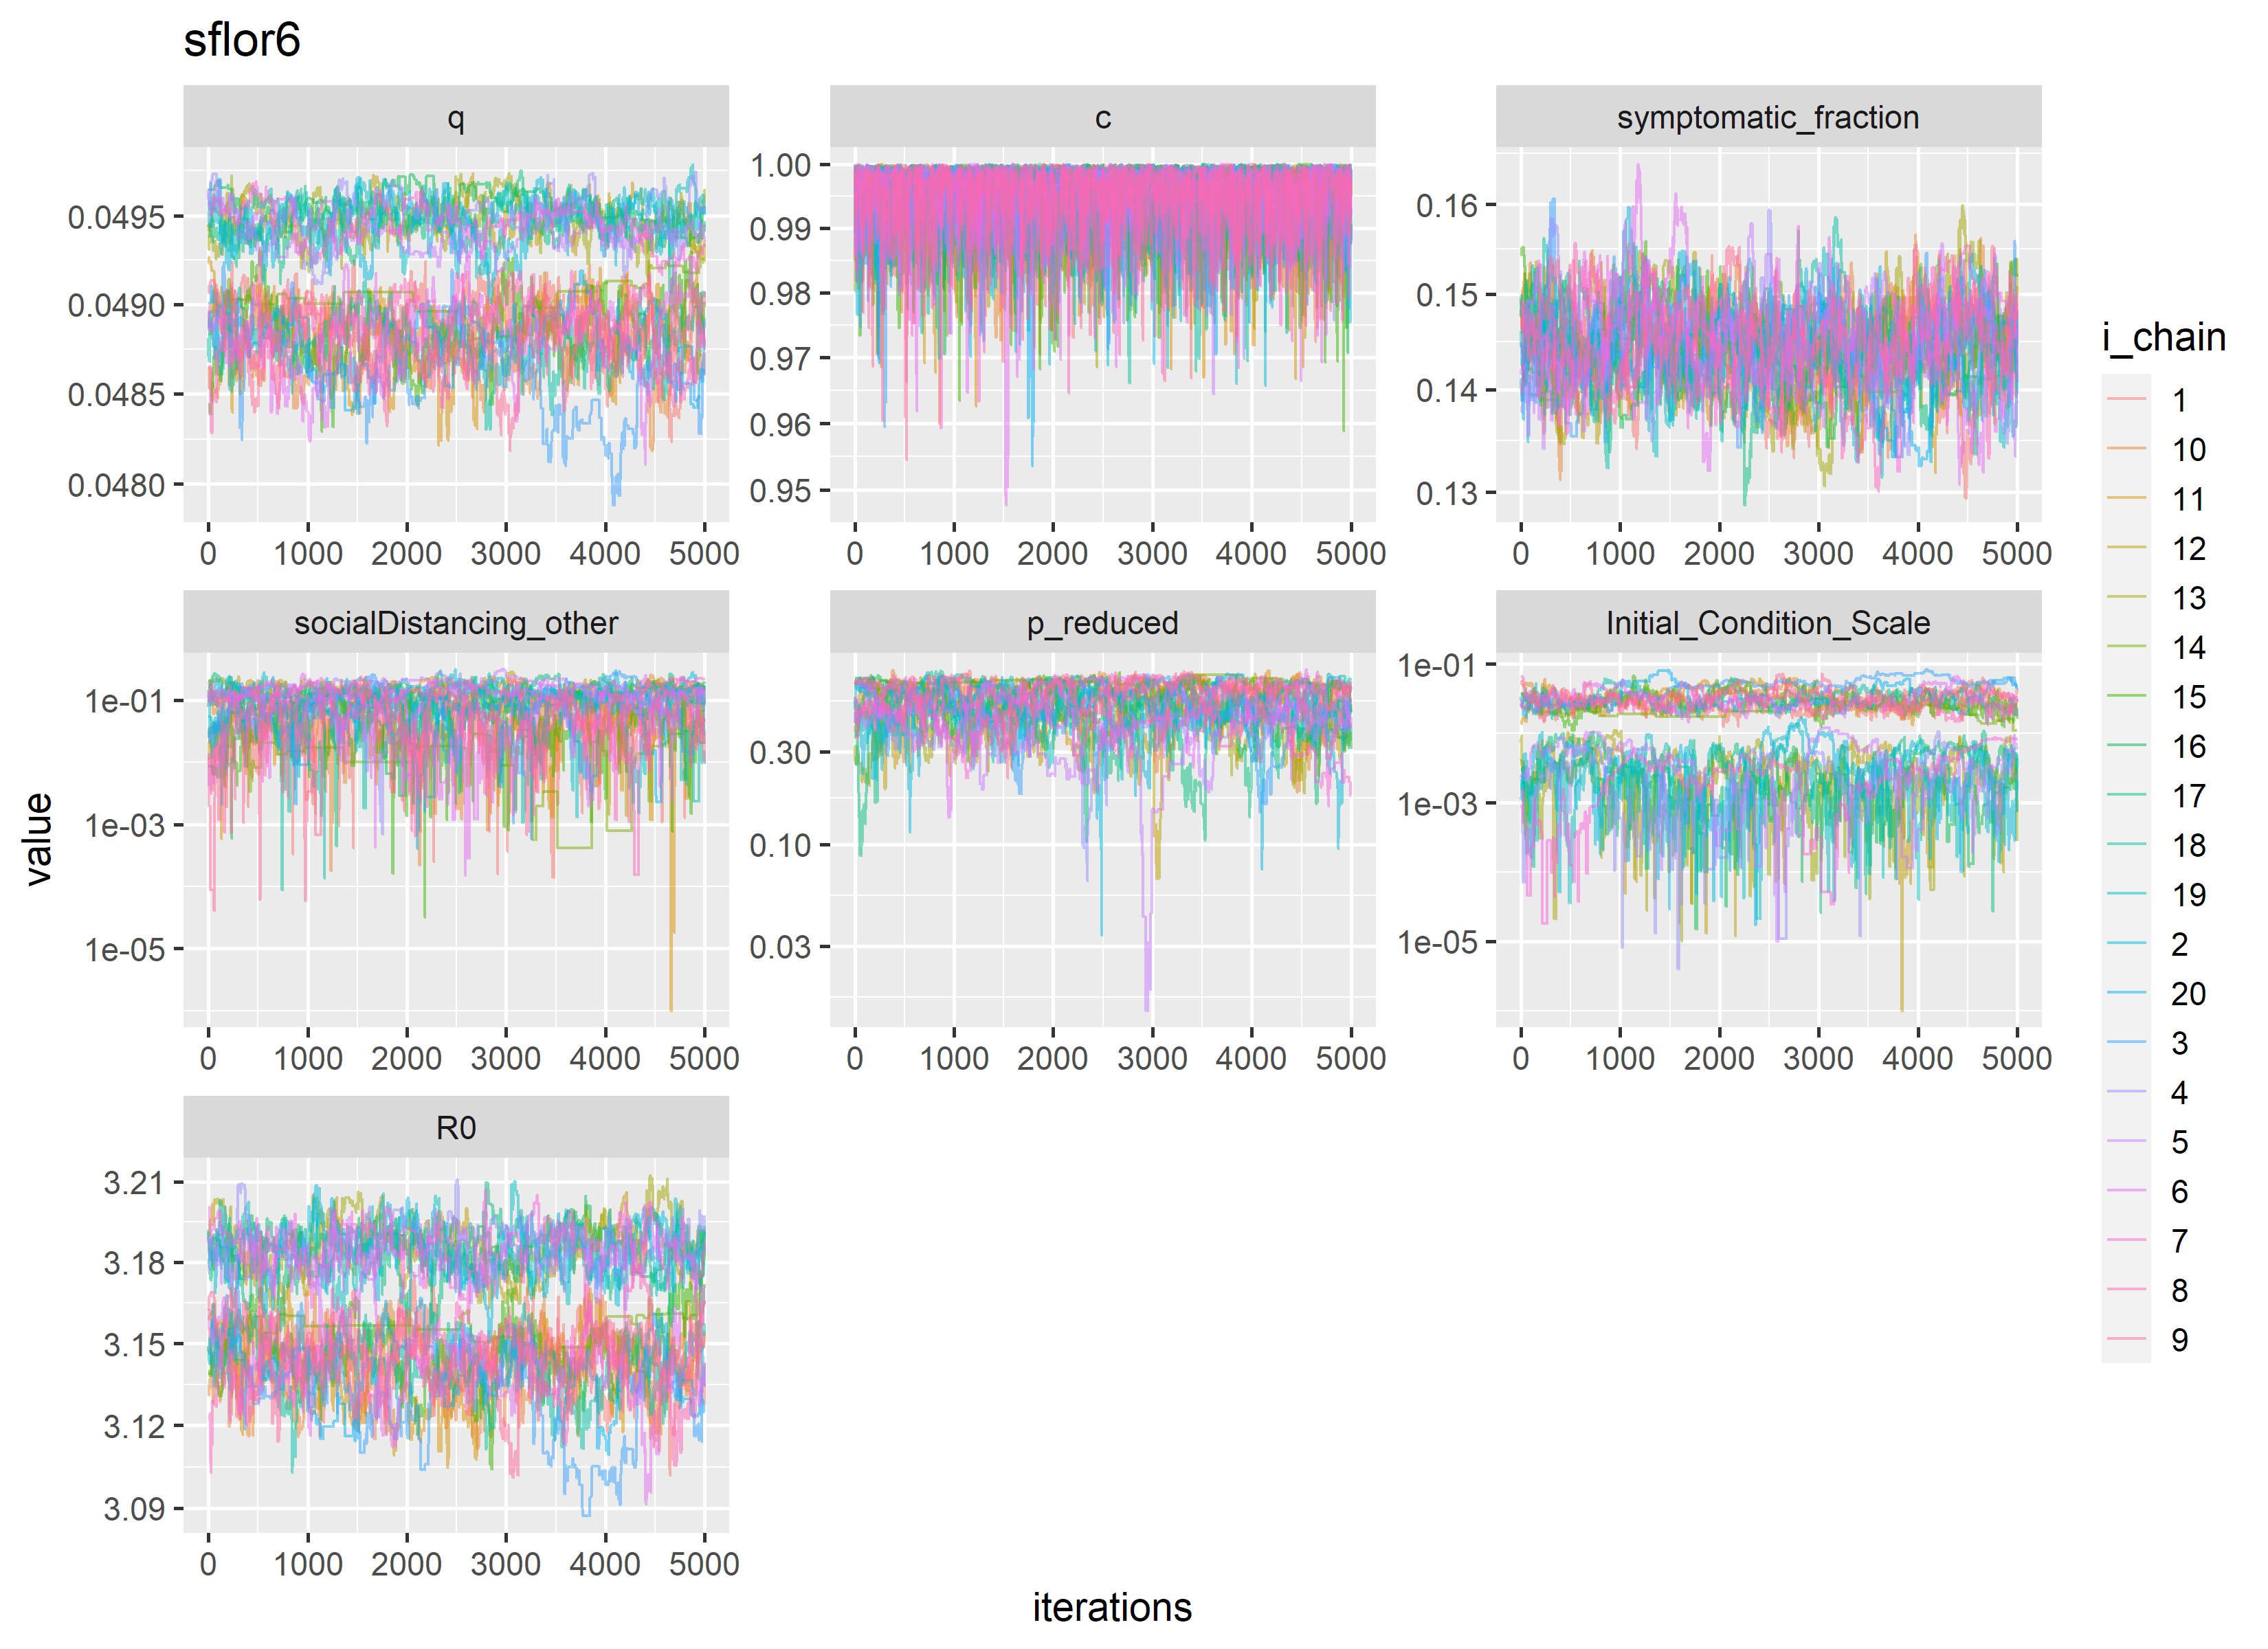 sflor6
q
c
symptomatic_fraction
0.0495
0.0490
0.0485
0.0480
1.00
0.99
0.98
0.97
0.96
0.95
0.16
0.15
0.14
0.13
0 1000 2000 3000 4000 5000
0 1000 2000 3000 4000 5000
0 1000 2000 3000 4000 5000
socialDistancing_other
p_reduced
Initial_Condition_Scale
1e-01
1e-03
1e-05
0.30
0.10
0.03
1e-01
1e-03
1e-05
0 1000 2000 3000 4000 5000
0 1000 2000 3000 4000 5000
0 1000 2000 3000 4000 5000
R0
3.21
3.18
3.15
3.12
3.09
0 1000 2000 3000 4000 5000
value
iterations
i_chain
1
10
11
12
13
14
15
16
17
18
19
2
20
3
4
5
6
7
8
9